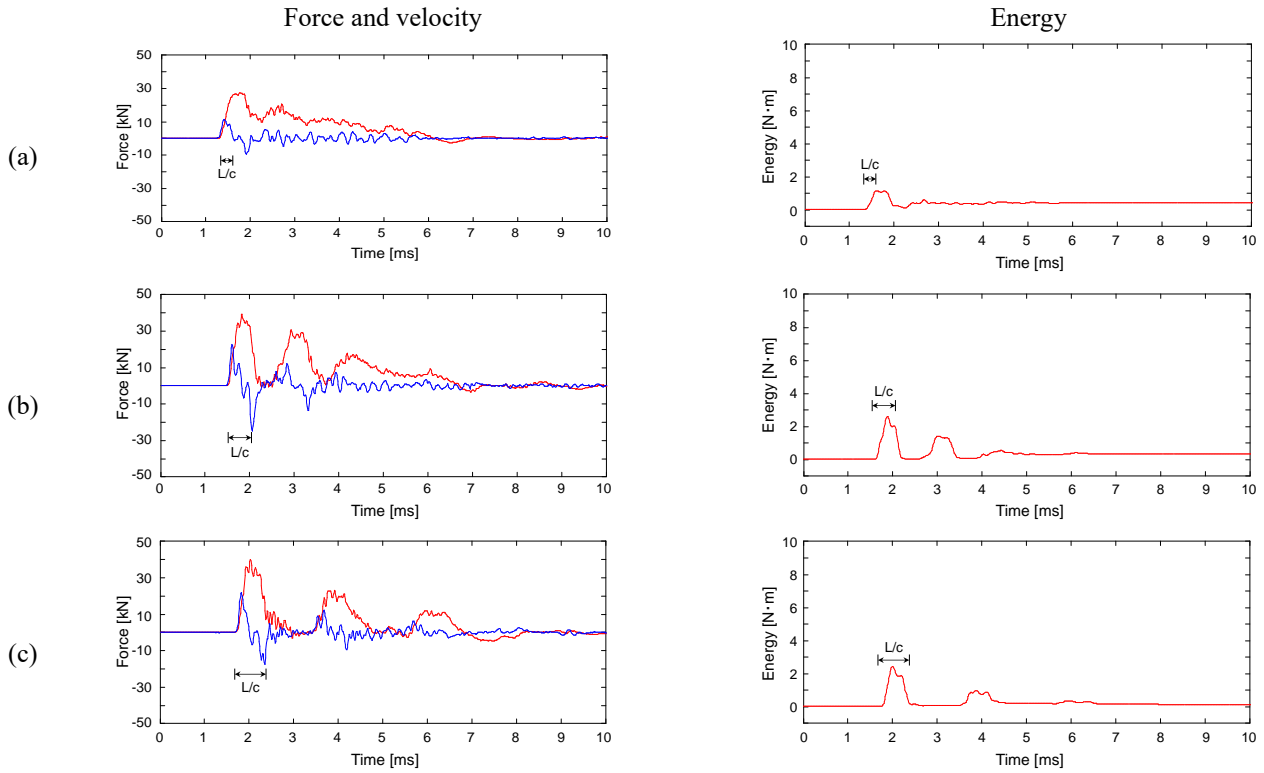 Force and velocity
Energy
(a)
Force [kN]
50
30
10
-10
-30
-50
L/c
0 1 2 3 4 5 6 7 8 9 10
Time [ms]
Energy [N·m]
10
8
6
4
2
0
L/c
0 1 2 3 4 5 6 7 8 9 10
Time [ms]
(b)
Force [kN]
50
30
10
-10
-30
-50
L/c
0 1 2 3 4 5 6 7 8 9 10
Time [ms]
Energy [N·m]
10
8
6
4
2
0
L/c
0 1 2 3 4 5 6 7 8 9 10
Time [ms]
(c)
Force [kN]
50
30
10
-10
-30
-50
L/c
0 1 2 3 4 5 6 7 8 9 10
Time [ms]
Energy [N·m]
10
8
6
4
2
0
L/c
0 1 2 3 4 5 6 7 8 9 10
Time [ms]